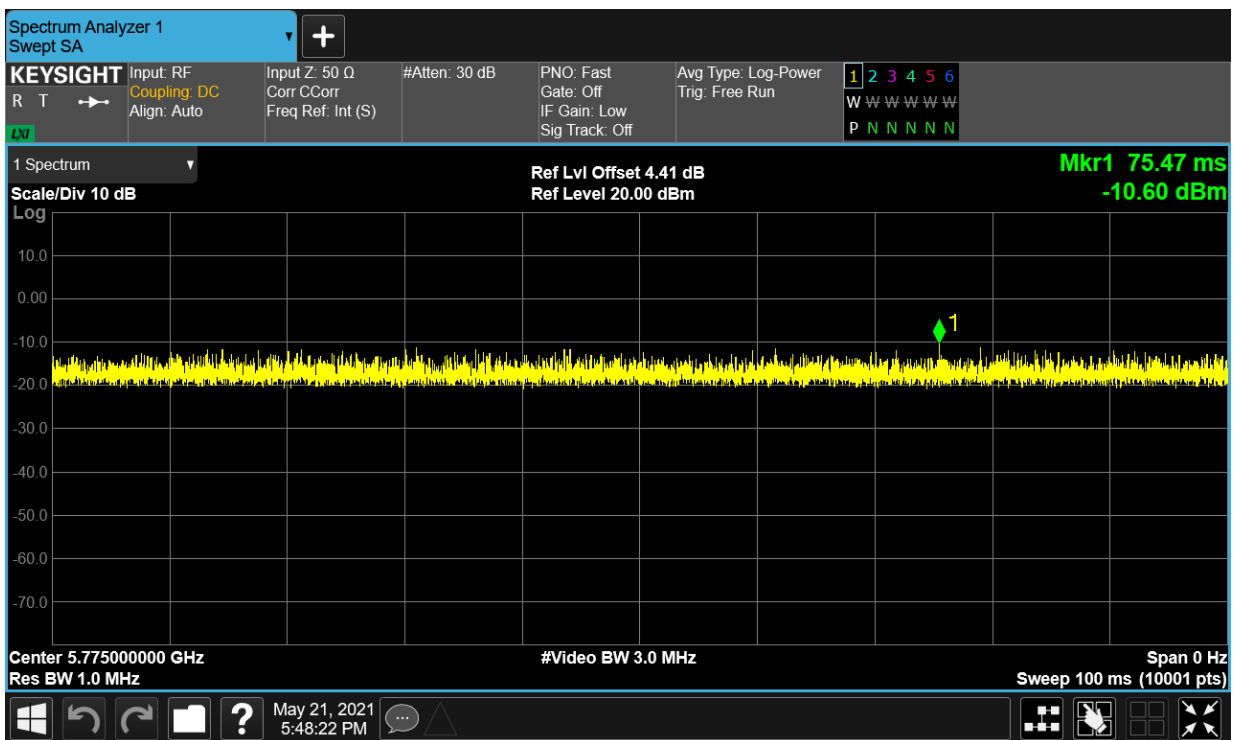 Spectrum Analyzer 1
Swept SA
KEYSIGHT
R T
LXI
Input: RF
Coupling: DC
Align: Auto
Input Z: 50 Ω
Corr CCorr
Freq Ref: Int (S)
#Atten: 30 dB
PNO: Fast
Gate: Off
IF Gain: Low
Sig Track: Off
Avg Type: Log-Power
Trig: Free Run
1 2 3 4 5 6
W W W W W W
P N N N N N
1 Spectrum
Scale/Div 10 dB
Ref Lvl Offset 4.41 dB
Ref Level 20.00 dBm
Mkr1 75.47 ms
-10.60 dBm
Log
10.0
0.00
-10.0
-20.0
-30.0
-40.0
-50.0
-60.0
-70.0
1
Center 5.775000000 GHz
Res BW 1.0 MHz
#Video BW 3.0 MHz
Span 0 Hz
Sweep 100 ms (10001 pts)
?
May 21, 2021
5:48:22 PM